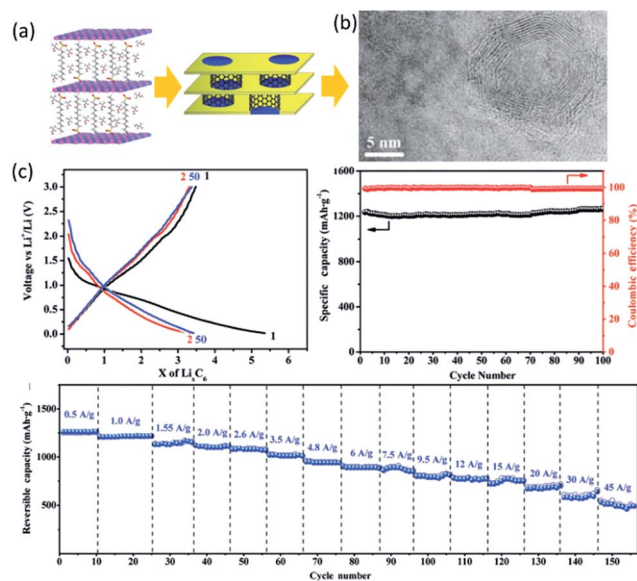 (a)
(b)
5 nm
(c)
Voltage vs Li⁺/Li (V)
3.0
2.5
2.0
1.5
1.0
0.5
0.0
2 50 1
2 50
1
0 1 2 3 4 5 6
X of LiₓC₆
Specific capacity (mAh·g⁻¹)
1600
1200
800
400
0
100
80
60
40
20
0
Coulombic efficiency (%)
0 10 20 30 40 50 60 70 80 90 100
Cycle Number
Reversible capacity (mAh·g⁻¹)
1250
1000
500
0.5 A/g
1.0 A/g
1.55 A/g
2.0 A/g
2.6 A/g
3.5 A/g
4.8 A/g
6 A/g
7.5 A/g
9.5 A/g
12 A/g
15 A/g
20 A/g
30 A/g
45 A/g
0 10 20 30 40 50 60 70 80 90 100 110 120 130 140 150
Cycle number